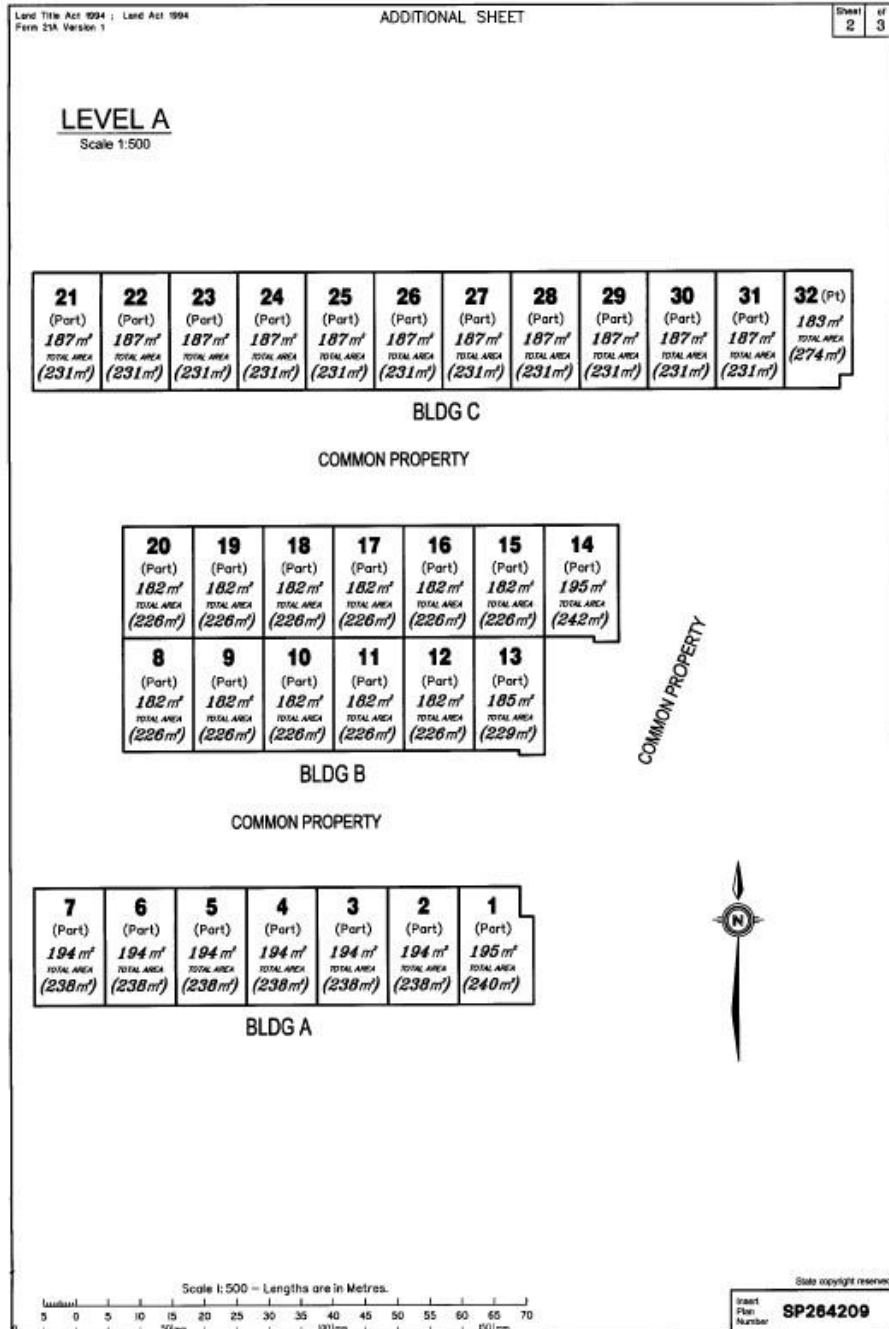 Land Title Act 1994 ; Land Act 1994
Form 21A Version 1
ADDITIONAL SHEET
Sheet of
2 3
LEVEL A
Scale 1:500
21 22 23 24 25 26 27 28 29 30 31 32 (Pt)
(Part) (Part) (Part) (Part) (Part) (Part) (Part) (Part) (Part) (Part) (Part)
187 m² 187 m² 187 m² 187 m² 187 m² 187 m² 187 m² 187 m² 187 m² 187 m² 187 m² 183 m²
TOTAL AREA TOTAL AREA TOTAL AREA TOTAL AREA TOTAL AREA TOTAL AREA TOTAL AREA TOTAL AREA TOTAL AREA TOTAL AREA TOTAL AREA TOTAL AREA
(231 m²) (231 m²) (231 m²) (231 m²) (231 m²) (231 m²) (231 m²) (231 m²) (231 m²) (231 m²) (231 m²) (274 m²)
BLDG C
COMMON PROPERTY
20 19 18 17 16 15 14
(Part) (Part) (Part) (Part) (Part) (Part) (Part)
182 m² 182 m² 182 m² 182 m² 182 m² 182 m² 195 m²
TOTAL AREA TOTAL AREA TOTAL AREA TOTAL AREA TOTAL AREA TOTAL AREA TOTAL AREA
(226 m²) (226 m²) (226 m²) (226 m²) (226 m²) (226 m²) (242 m²)
8 9 10 11 12 13
(Part) (Part) (Part) (Part) (Part) (Part)
182 m² 182 m² 182 m² 182 m² 182 m² 185 m²
TOTAL AREA TOTAL AREA TOTAL AREA TOTAL AREA TOTAL AREA TOTAL AREA
(226 m²) (226 m²) (226 m²) (226 m²) (226 m²) (229 m²)
COMMON PROPERTY
BLDG B
COMMON PROPERTY
7 6 5 4 3 2 1
(Part) (Part) (Part) (Part) (Part) (Part) (Part)
194 m² 194 m² 194 m² 194 m² 194 m² 194 m² 195 m²
TOTAL AREA TOTAL AREA TOTAL AREA TOTAL AREA TOTAL AREA TOTAL AREA TOTAL AREA
(238 m²) (238 m²) (238 m²) (238 m²) (238 m²) (238 m²) (240 m²)
BLDG A
N
Scale 1:500 – Lengths are in Metres.
5 0 5 10 15 20 25 30 35 40 45 50 55 60 65 70
State copyright reserved
Insert
Plan
Number
SP264209